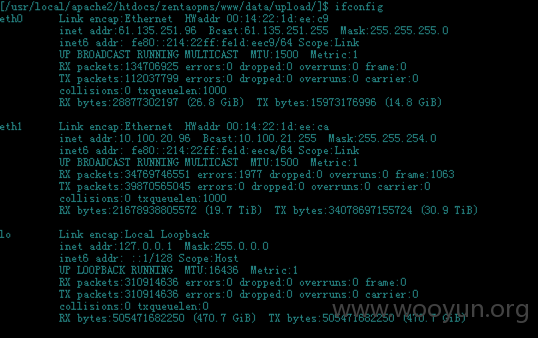 [/usr/local/apache2/htdocs/zentaopms/www/data/upload/]$ ifconfig
eth0 Link encap:Ethernet HWaddr 00:14:22:1d:ee:c9
inet addr:61.135.251.96 Bcast:61.135.251.255 Mask:255.255.255.0
inet6 addr: fe80::214:22ff:fe1d:eec9/64 Scope:Link
UP BROADCAST RUNNING MULTICAST MTU:1500 Metric:1
RX packets:134706925 errors:0 dropped:0 overruns:0 frame:0
TX packets:112037799 errors:0 dropped:0 overruns:0 carrier:0
collisions:0 txqueuelen:1000
RX bytes:28877302197 (26.8 GiB) TX bytes:15973176996 (14.8 GiB)
eth1 Link encap:Ethernet HWaddr 00:14:22:1d:ee:ca
inet addr:10.100.20.96 Bcast:10.100.21.255 Mask:255.255.254.0
inet6 addr: fe80::214:22ff:fe1d:eeca/64 Scope:Link
UP BROADCAST RUNNING MULTICAST MTU:1500 Metric:1
RX packets:34769746551 errors:1977 dropped:0 overruns:0 frame:1063
TX packets:39870565045 errors:0 dropped:0 overruns:0 carrier:0
collisions:0 txqueuelen:1000
RX bytes:21678938805572 (19.7 TiB) TX bytes:34078697155724 (30.9 TiB)
lo Link encap:Local Loopback
inet addr:127.0.0.1 Mask:255.0.0.0
inet6 addr: ::1/128 Scope:Host
UP LOOPBACK RUNNING MTU:16436 Metric:1
RX packets:310914636 errors:0 dropped:0 overruns:0 frame:0
TX packets:310914636 errors:0 dropped:0 overruns:0 carrier:0
collisions:0 txqueuelen:0
RX bytes:505471682250 (470.7 GiB) TX bytes:505471682250 (470.7 GiB)
www.wooyun.org